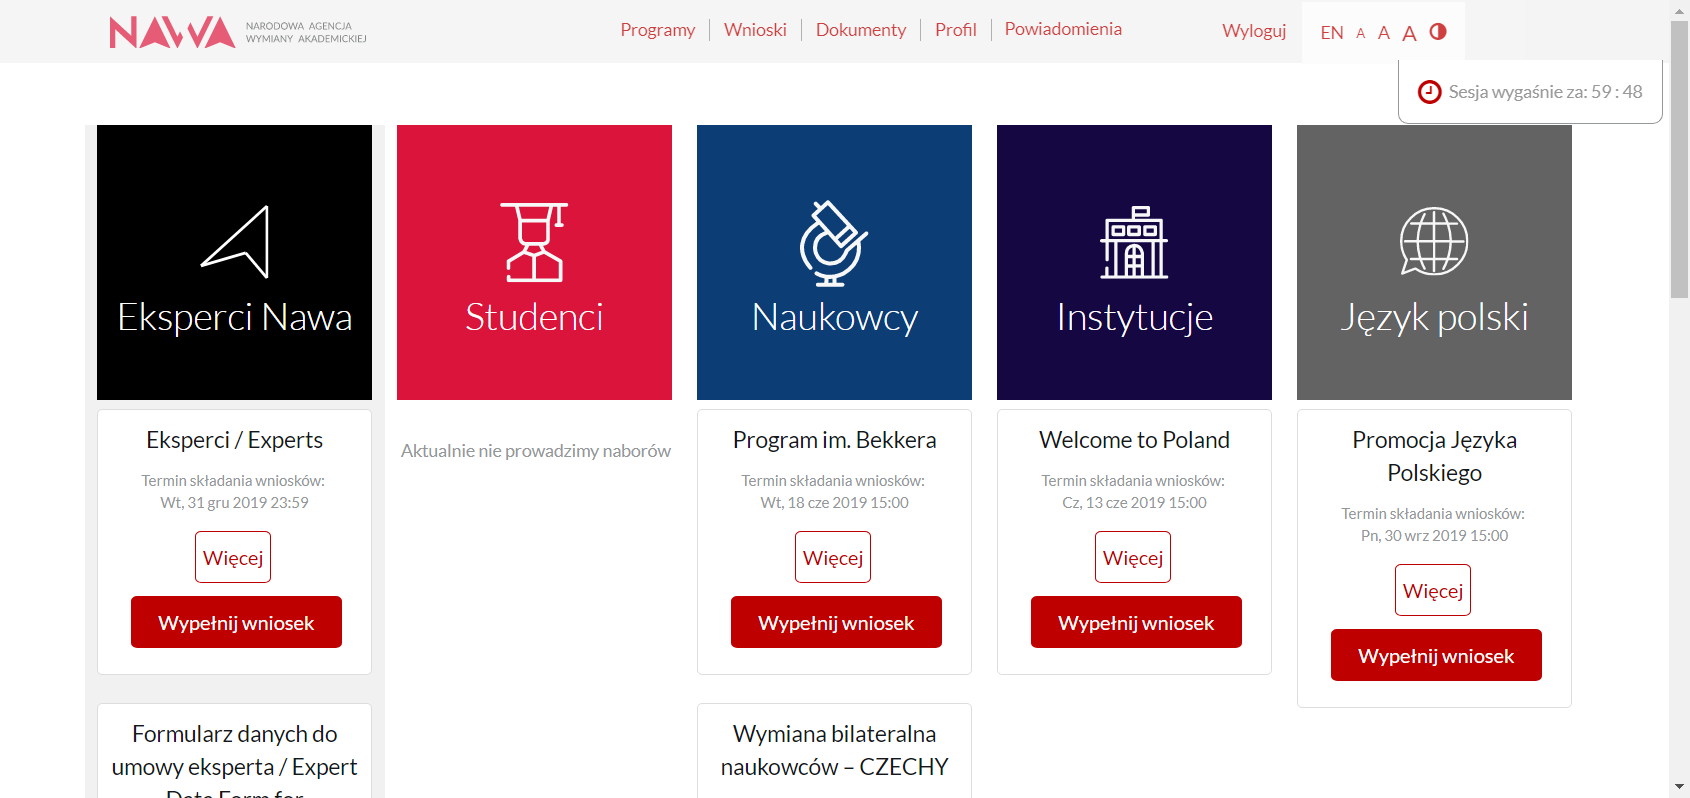 NAWA NARODOWA AGENCJA
WYMIANY AKADEMICKIEJ
Programy Wnioski Dokumenty Profil Powiadomienia
Wyloguj
EN A A A
Sesja wygaśnie za: 59 : 48
Eksperci Nawa
Eksperci / Experts
Termin składania wniosków:
Wt, 31 gru 2019 23:59
Więcej
Wypełnij wniosek
Formularz danych do
umowy eksperta / Expert
Data Form for
Studenci
Aktualnie nie prowadzimy naborów
Naukowcy
Program im. Bekkera
Termin składania wniosków:
Wt, 18 cze 2019 15:00
Więcej
Wypełnij wniosek
Wymiana bilateralna
naukowców – CZECHY
Instytucje
Welcome to Poland
Termin składania wniosków:
Cz, 13 cze 2019 15:00
Więcej
Wypełnij wniosek
Język polski
Promocja Języka
Polskiego
Termin składania wniosków:
Pn, 30 wrz 2019 15:00
Więcej
Wypełnij wniosek